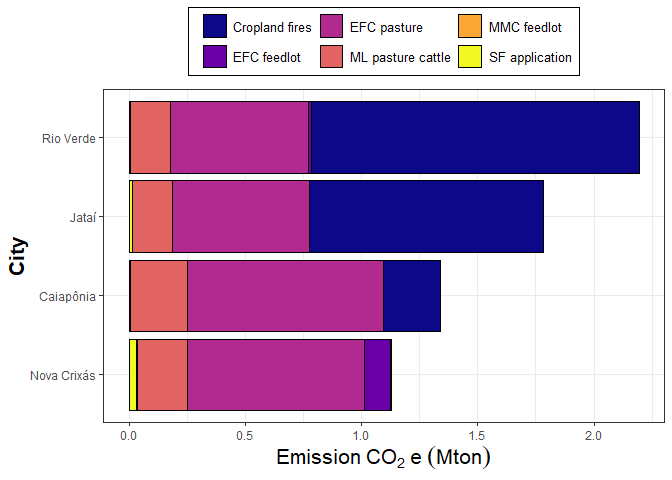 Cropland fires EFC pasture MMC feedlot
EFC feedlot ML pasture cattle SF application
Rio Verde
Jataí
Caiapônia
Nova Crixás
City
0.0 0.5 1.0 1.5 2.0
Emission CO₂ e (Mton)